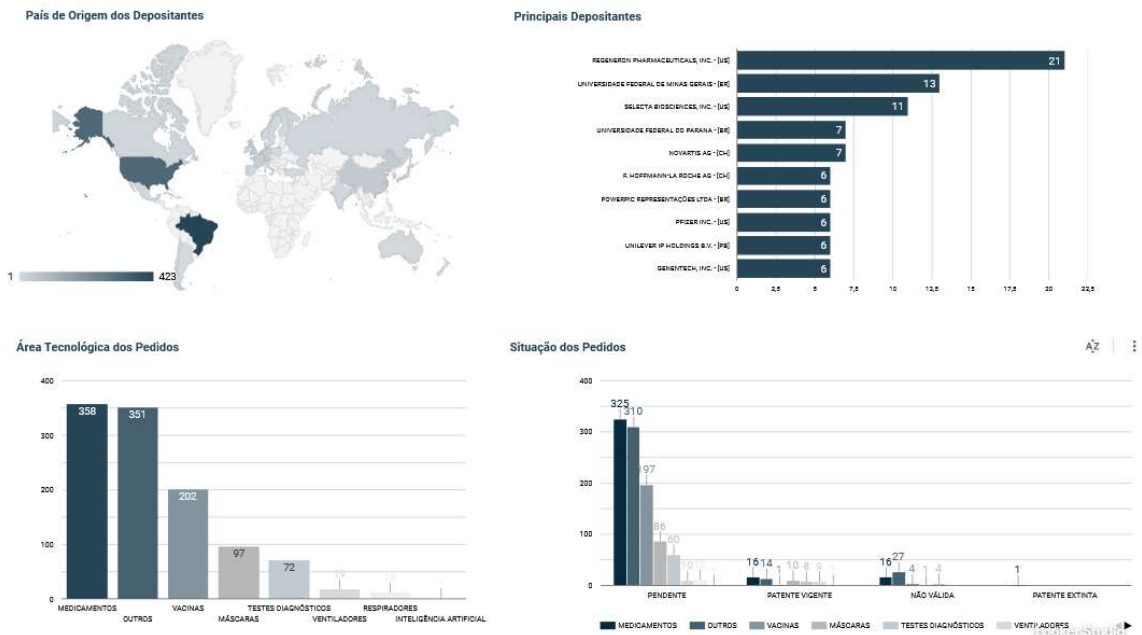 País de Origem dos Depositantes
1
423
Principais Depositantes
REGENERON PHARMACEUTICALS, INC. - [US]
21
UNIVERSIDADE FEDERAL DE MINAS GERAIS - [BR]
13
SELECTA BIOSCIENCES, INC. - [US]
11
UNIVERSIDADE FEDERAL DO PARANA - [BR]
7
NOVARTIS AG - [CH]
7
F. HOFFMANN-LA ROCHE AG - [CH]
6
POWERPIC REPRESENTAÇÕES LTDA - [BR]
6
PFIZER INC. - [US]
6
UNILEVER IP HOLDINGS B.V. - [PB]
6
GENENTECH, INC. - [US]
6
0 2,5 5 7,5 10 12,5 15 17,5 20 22,5
Área Tecnológica dos Pedidos
400
300
200
100
0
358
351
202
97
72
MEDICAMENTOS
OUTROS
VACINAS
MÁSCARAS
TESTES DIAGNÓSTICOS
VENTILADORES
RESPIRADORES
INTELIGÊNCIA ARTIFICIAL
Situação dos Pedidos
400
300
200
100
0
325
310
197
86
60
10
16
14
1
10
8
9
16
27
4
1
4
1
PENDENTE
PATENTE VIGENTE
NÃO VÁLIDA
PATENTE EXTINTA
MEDICAMENTOS OUTROS VACINAS MÁSCARAS TESTES DIAGNÓSTICOS VENTILADORES